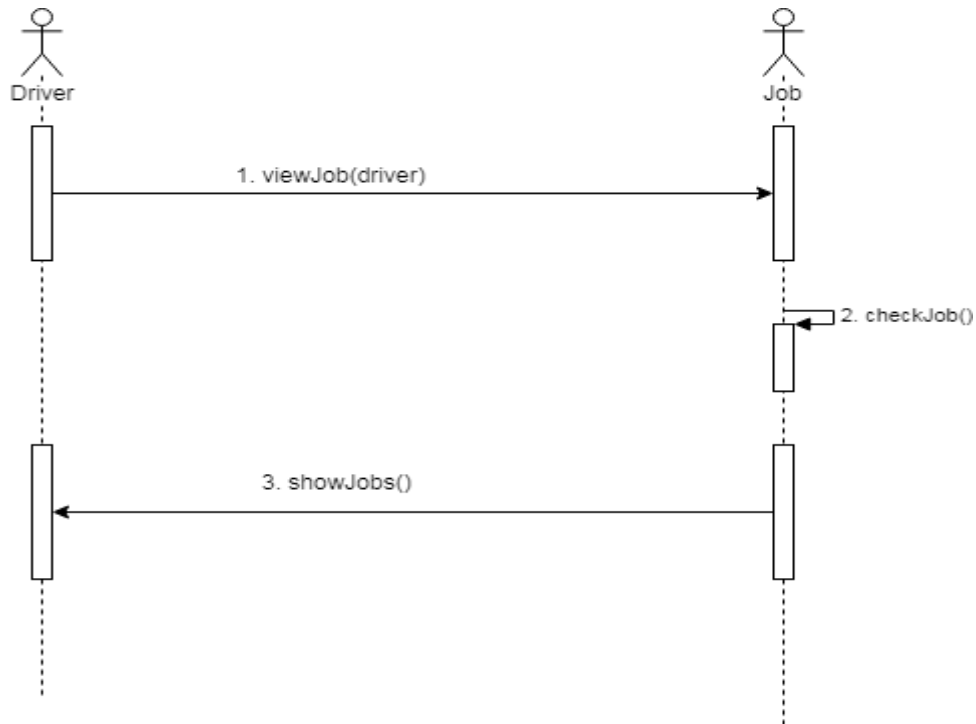 Driver
Job
1. viewJob(driver)
2. checkJob()
3. showJobs()